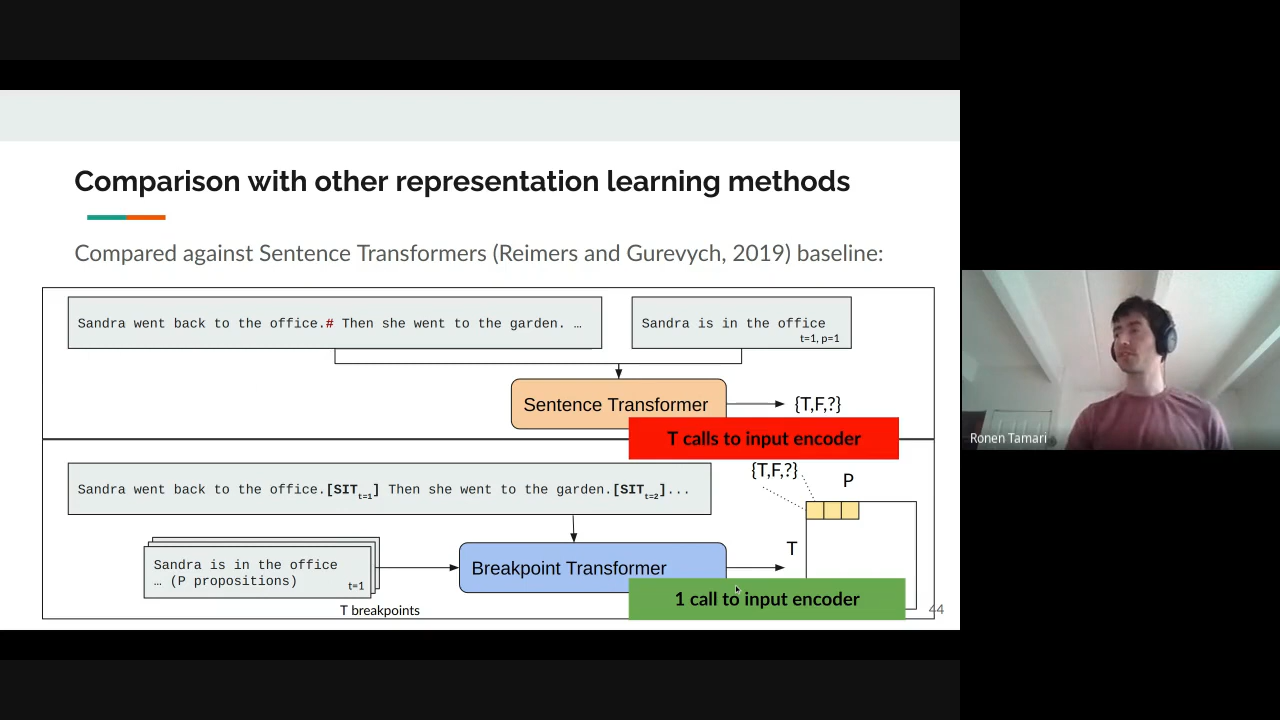 Comparison with other representation learning methods
Compared against Sentence Transformers (Reimers and Gurevych, 2019) baseline:
Sandra went back to the office.# Then she went to the garden. …
Sandra is in the office
t=1, p=1
Sentence Transformer
{T,F,?}
T calls to input encoder
Sandra went back to the office.[SIT t=1] Then she went to the garden.[SIT t=2]...
{T,F,?}
P
T
Sandra is in the office
… (P propositions)
t=1
Breakpoint Transformer
1 call to input encoder
T breakpoints
44
Ronen Tamari